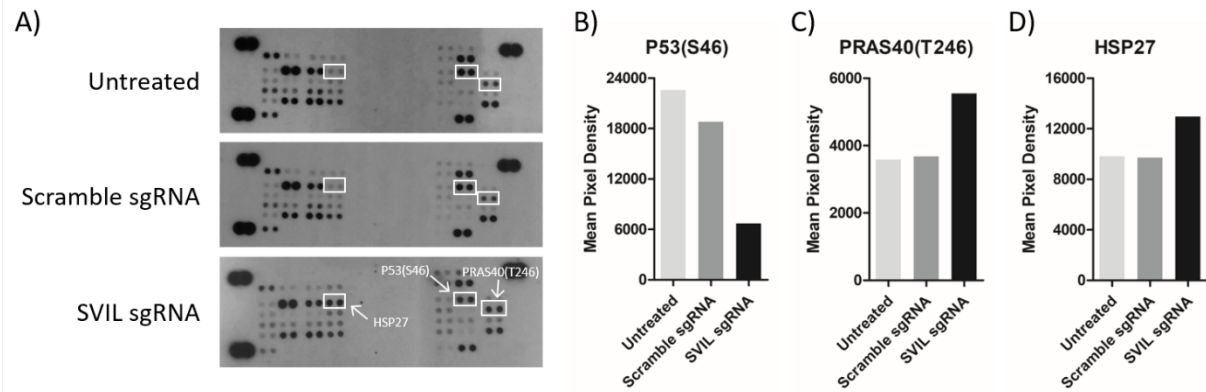 A)
Untreated
Scramble sgRNA
SVIL sgRNA
P53(S46)
PRAS40(T246)
HSP27
B)
P53(S46)
Mean Pixel Density
24000
18000
12000
6000
0
Untreated
Scramble sgRNA
SVIL sgRNA
C)
PRAS40(T246)
Mean Pixel Density
6000
4000
2000
0
Untreated
Scramble sgRNA
SVIL sgRNA
D)
HSP27
Mean Pixel Density
16000
12000
8000
4000
0
Untreated
Scramble sgRNA
SVIL sgRNA